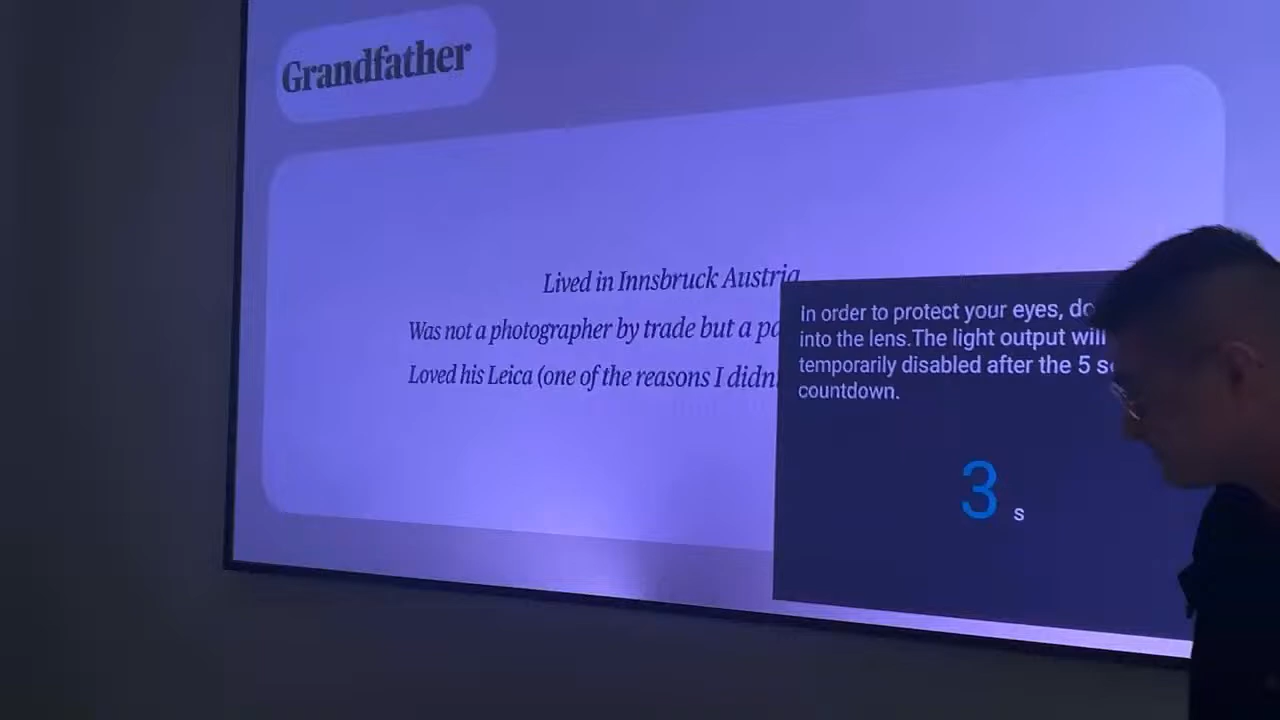 Grandfather
Lived in Innsbruck Austria
Was not a photographer by trade but a
Loved his Leica (one of the reasons I
In order to protect your eyes,
into the lens.The light output will
temporarily disabled after the 5
countdown.
3 s